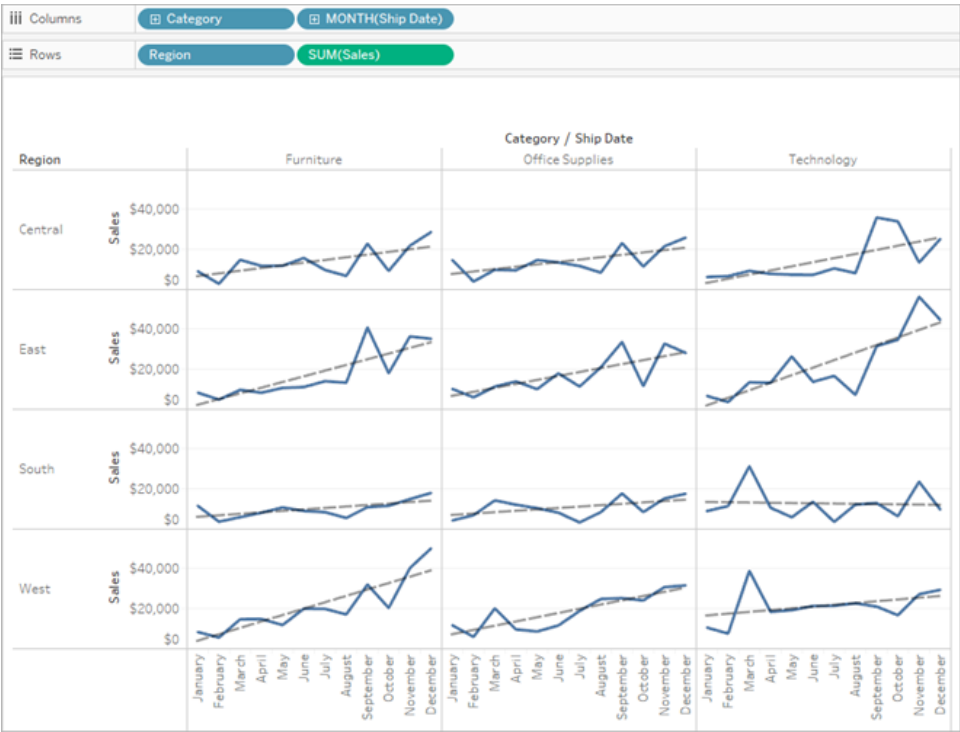 Columns Category MONTH(Ship Date)
Rows Region SUM(Sales)
Category / Ship Date
Region Furniture Office Supplies Technology
Central Sales $40,000
$20,000
$0
East Sales $40,000
$20,000
$0
South Sales $40,000
$20,000
$0
West Sales $40,000
$20,000
$0
January February March April May June July August September October November December January February March April May June July August September October November December January February March April May June July August September October November December